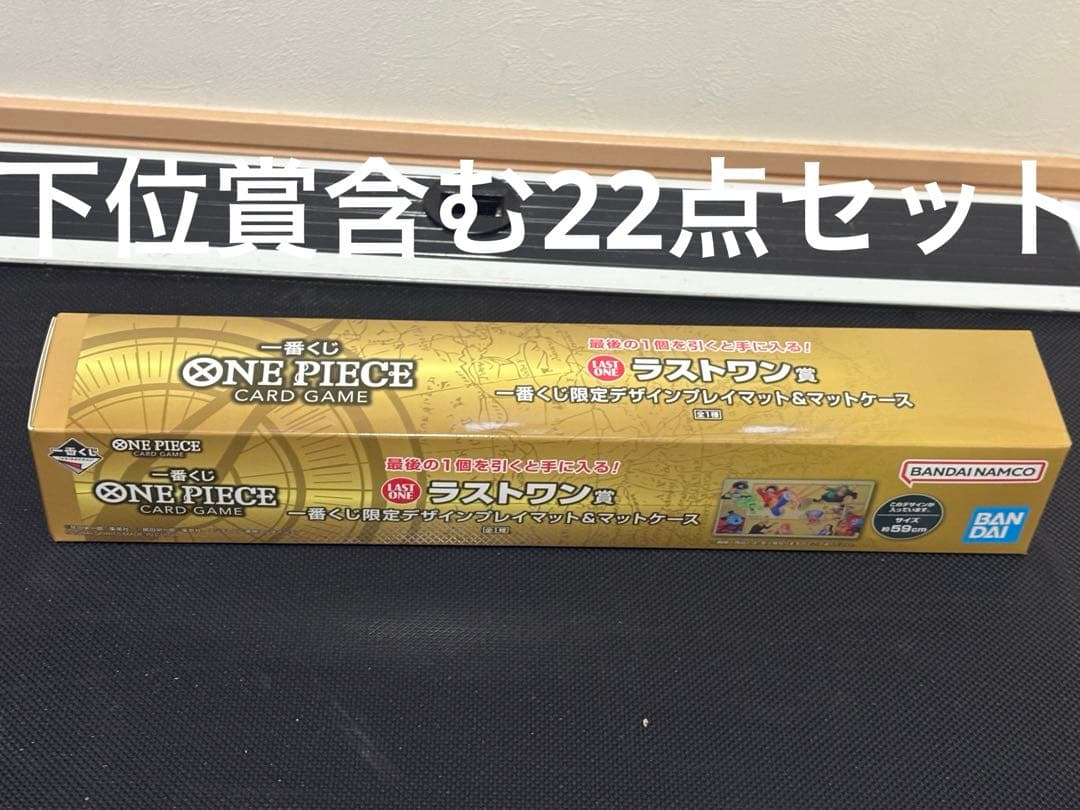 下位賞含む22点セット
一番くじ
ONE PIECE
CARD GAME
最後の1個を引くと手に入る!
LAST
ONE
ラストワン賞
一番くじ限定デザインプレイマット&マットケース
全1種
一番くじ
ONE PIECE
CARD GAME
一番くじ
ONE PIECE
CARD GAME
最後の1個を引くと手に入る!
LAST
ONE
ラストワン賞
一番くじ限定デザインプレイマット&マットケース
全1種
このデザインが
入っています。
サイズ
約59cm
BANDAI NAMCO
BAN
DAI